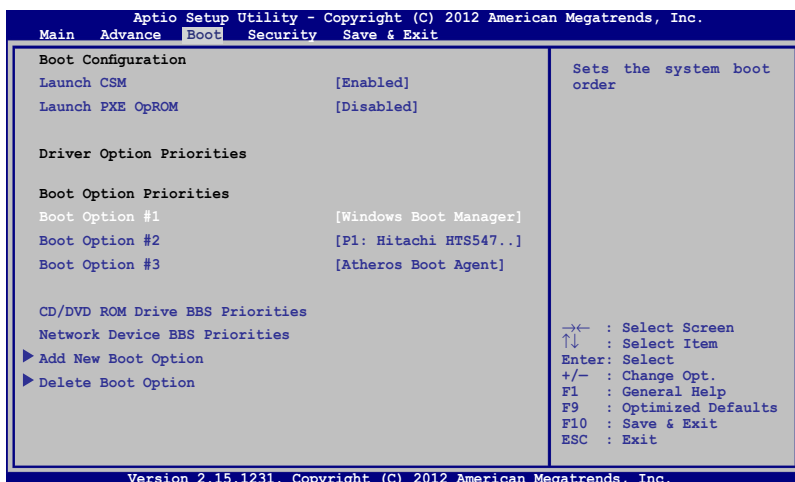 Aptio Setup Utility - Copyright (C) 2012 American Megatrends, Inc.
Main Advance Boot Security Save & Exit
Boot Configuration
Launch CSM [Enabled]
Launch PXE OpROM [Disabled]
Driver Option Priorities
Boot Option Priorities
Boot Option #1 [Windows Boot Manager]
Boot Option #2 [P1: Hitachi HTS547..]
Boot Option #3 [Atheros Boot Agent]
CD/DVD ROM Drive BBS Priorities
Network Device BBS Priorities
Add New Boot Option
Delete Boot Option
Sets the system boot
order
→← : Select Screen
↑↓ : Select Item
Enter: Select
+/— : Change Opt.
F1 : General Help
F9 : Optimized Defaults
F10 : Save & Exit
ESC : Exit
Version 2.15.1231. Copyright (C) 2012 American Megatrends, Inc.